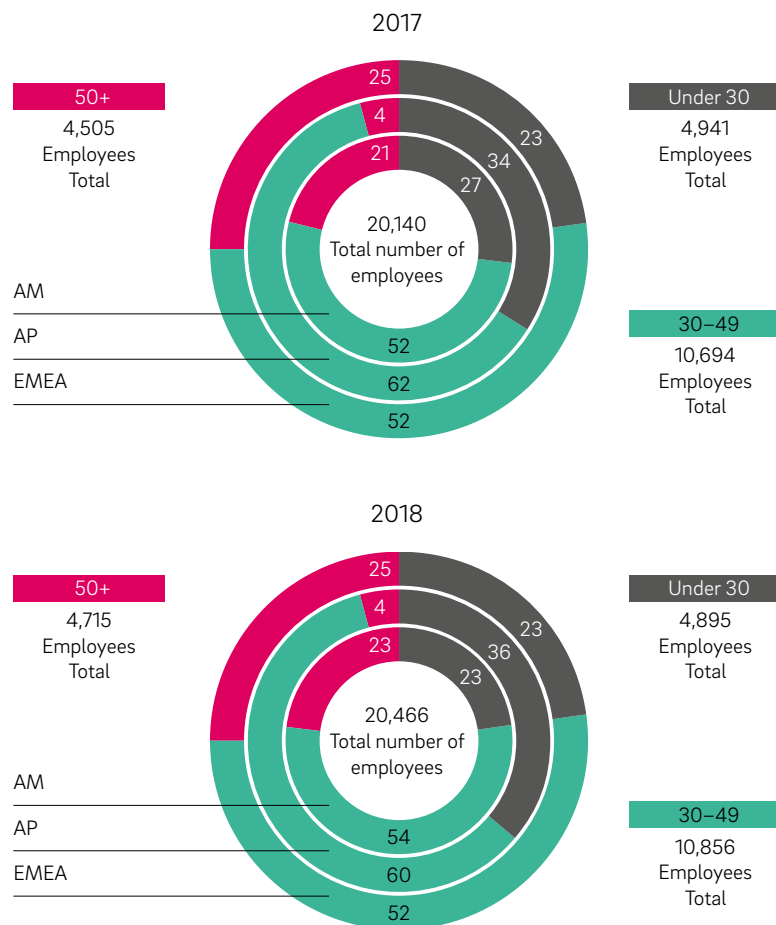 2017
50+
4,505
Employees
Total
Under 30
4,941
Employees
Total
25
4
21
23
34
27
20,140
Total number of
employees
AM
AP
EMEA
52
62
52
30–49
10,694
Employees
Total
2018
50+
4,715
Employees
Total
Under 30
4,895
Employees
Total
25
4
23
23
36
23
20,466
Total number of
employees
AM
AP
EMEA
54
60
52
30–49
10,856
Employees
Total